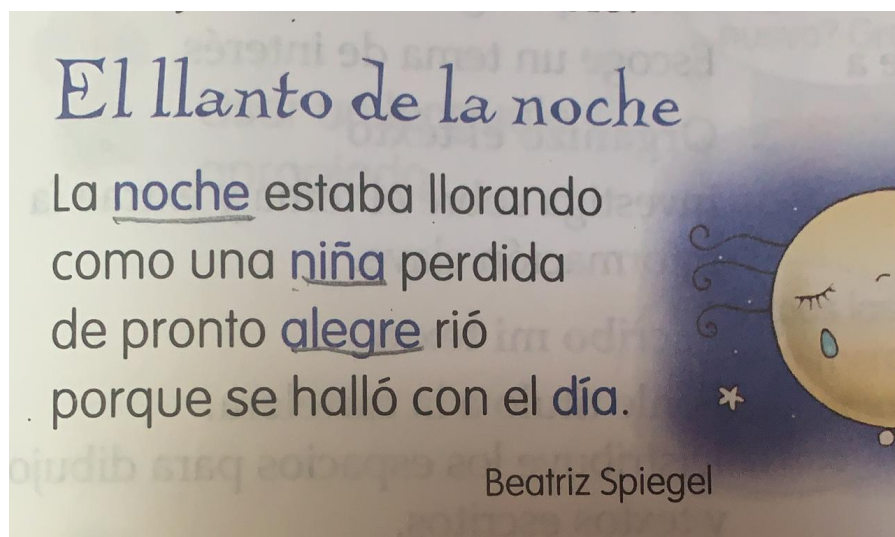 El llanto de la noche
La noche estaba llorando
como una niña perdida
de pronto alegre rió
porque se halló con el día.
Beatriz Spiegel